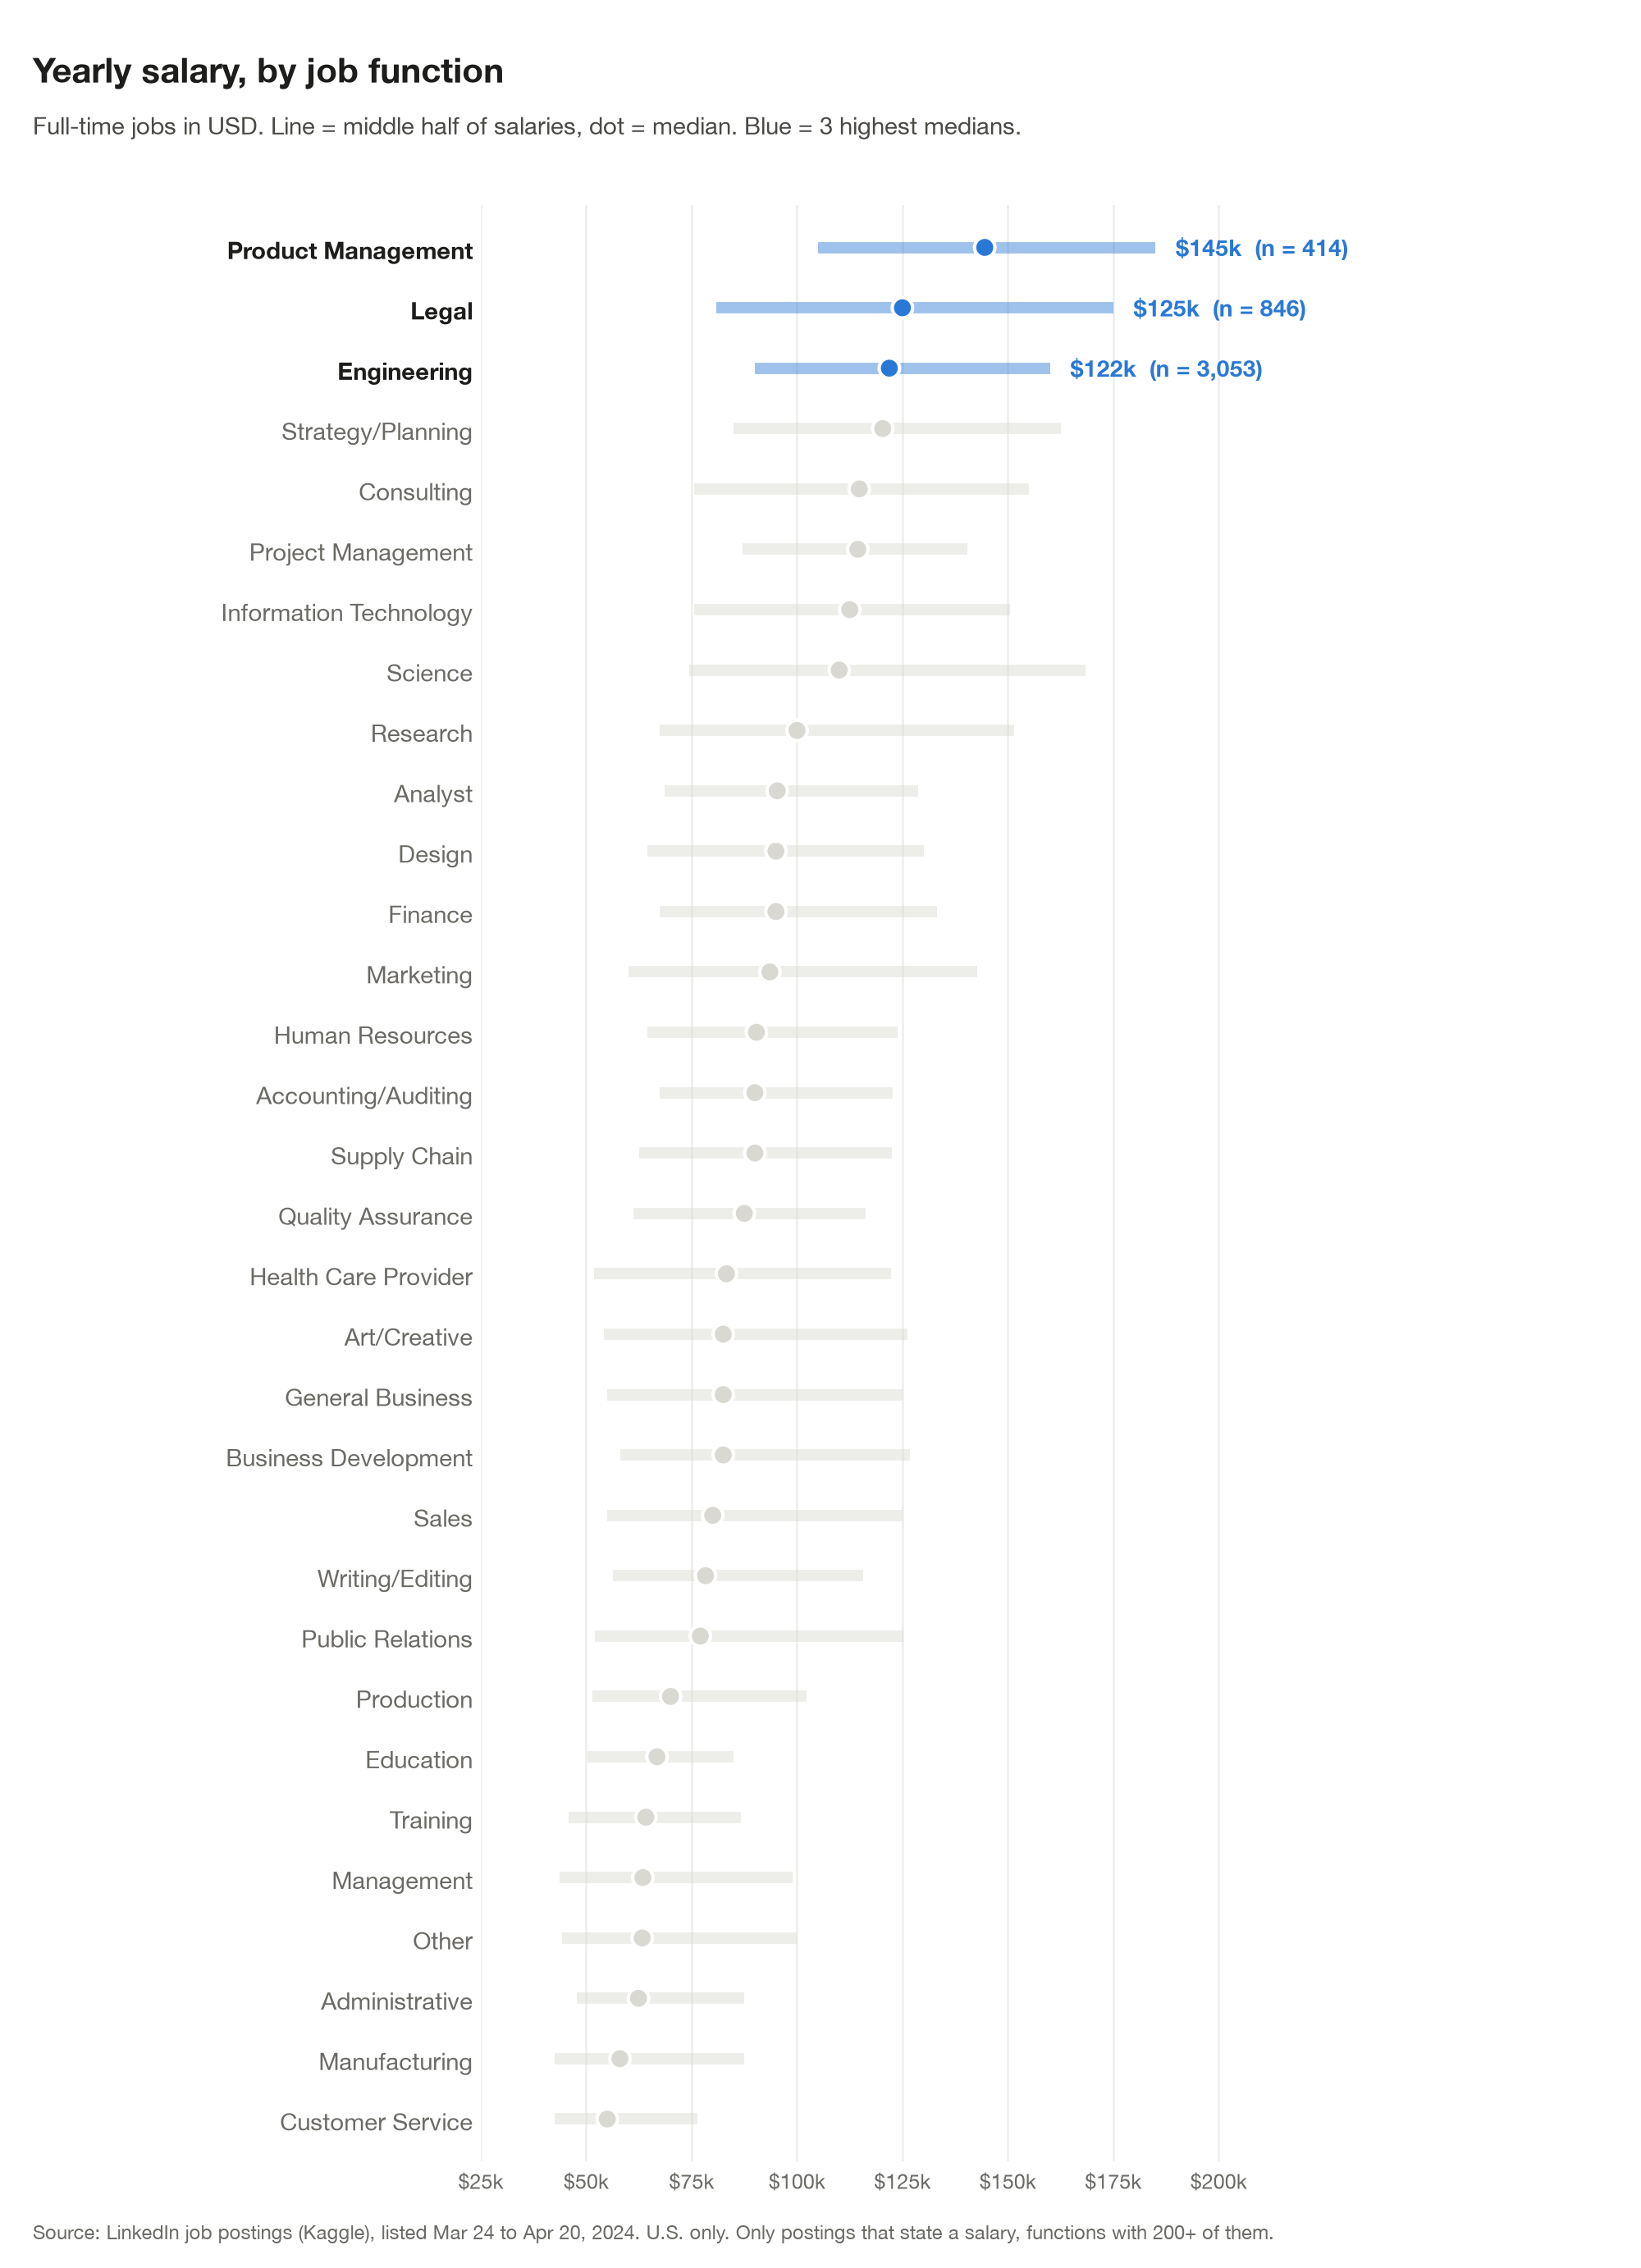 Yearly salary, by job function
Full-time jobs in USD. Line = middle half of salaries, dot = median. Blue = 3 highest medians.
Product Management $145k (n = 414)
Legal $125k (n = 846)
Engineering $122k (n = 3,053)
Strategy/Planning
Consulting
Project Management
Information Technology
Science
Research
Analyst
Design
Finance
Marketing
Human Resources
Accounting/Auditing
Supply Chain
Quality Assurance
Health Care Provider
Art/Creative
General Business
Business Development
Sales
Writing/Editing
Public Relations
Production
Education
Training
Management
Other
Administrative
Manufacturing
Customer Service
$25k $50k $75k $100k $125k $150k $175k $200k
Source: LinkedIn job postings (Kaggle), listed Mar 24 to Apr 20, 2024. U.S. only. Only postings that state a salary, functions with 200+ of them.